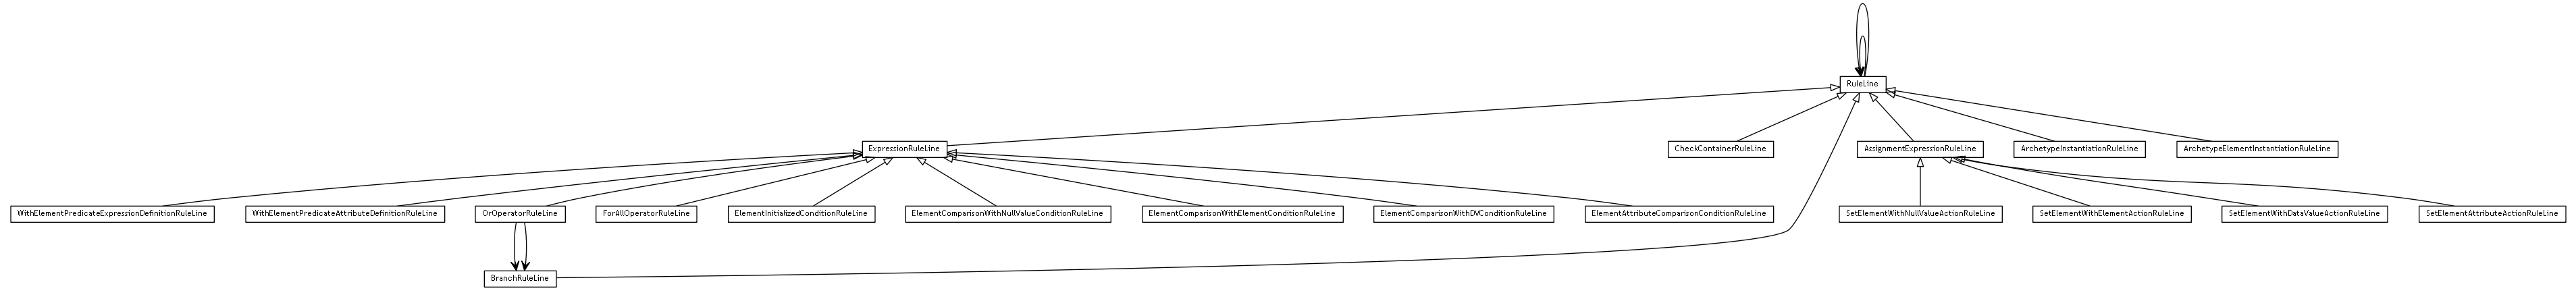 RuleLine
ExpressionRuleLine
CheckContainerRuleLine
AssignmentExpressionRuleLine
ArchetypeInstantiationRuleLine
ArchetypeElementInstantiationRuleLine
WithElementPredicateExpressionDefinitionRuleLine
WithElementPredicateAttributeDefinitionRuleLine
OrOperatorRuleLine
ForAllOperatorRuleLine
ElementInitializedConditionRuleLine
ElementComparisonWithNullValueConditionRuleLine
ElementComparisonWithElementConditionRuleLine
ElementComparisonWithDVConditionRuleLine
ElementAttributeComparisonConditionRuleLine
SetElementWithNullValueActionRuleLine
SetElementWithElementActionRuleLine
SetElementWithDataValueActionRuleLine
SetElementAttributeActionRuleLine
BranchRuleLine